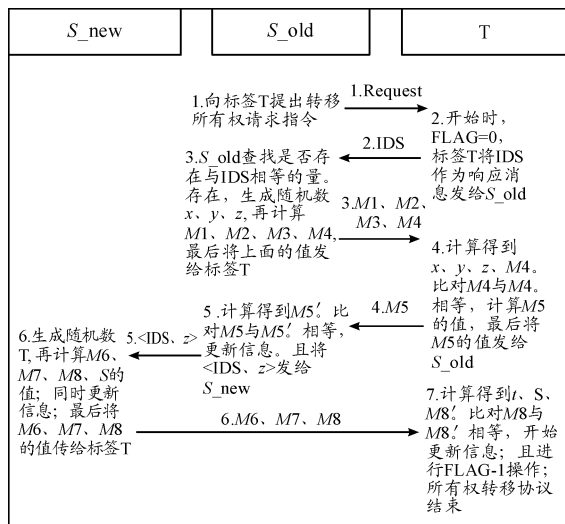 S_new
S_old
T
1.向标签T提出转移
所有权请求指令
1.Request
2.开始时，
FLAG=0,
标签T将IDS
作为响应消
息发给S_old
2.IDS
3.S_old查找是否存
在与IDS相等的量。
存在，生成随机数
x、y、z, 再计算
M1、M2、M3、M4,
最后将上面的值发
给标签T
3.M1、M2、
M3、M4
4.计算得到
x、y、z、M4。
比对M4与M4。
相等，计算M5
的值，最后将
M5的值发给
S_old
4.M5
5.计算得到M5′. 比
对M5与M5′. 相等，
更新信息。且将
<IDS、z>发给
S_new
5.<IDS、z>
6.生成随机数
T, 再计算M6、
M7、M8、S的
值；同时更新
信息；最后将
M6、M7、M8
的值传给标签T
6.M6、M7、M8
7.计算得到t、S、
M8′. 比对M8与
M8′. 相等，开始
更新信息；且进
行FLAG-1操作；
所有权转移协议
结束